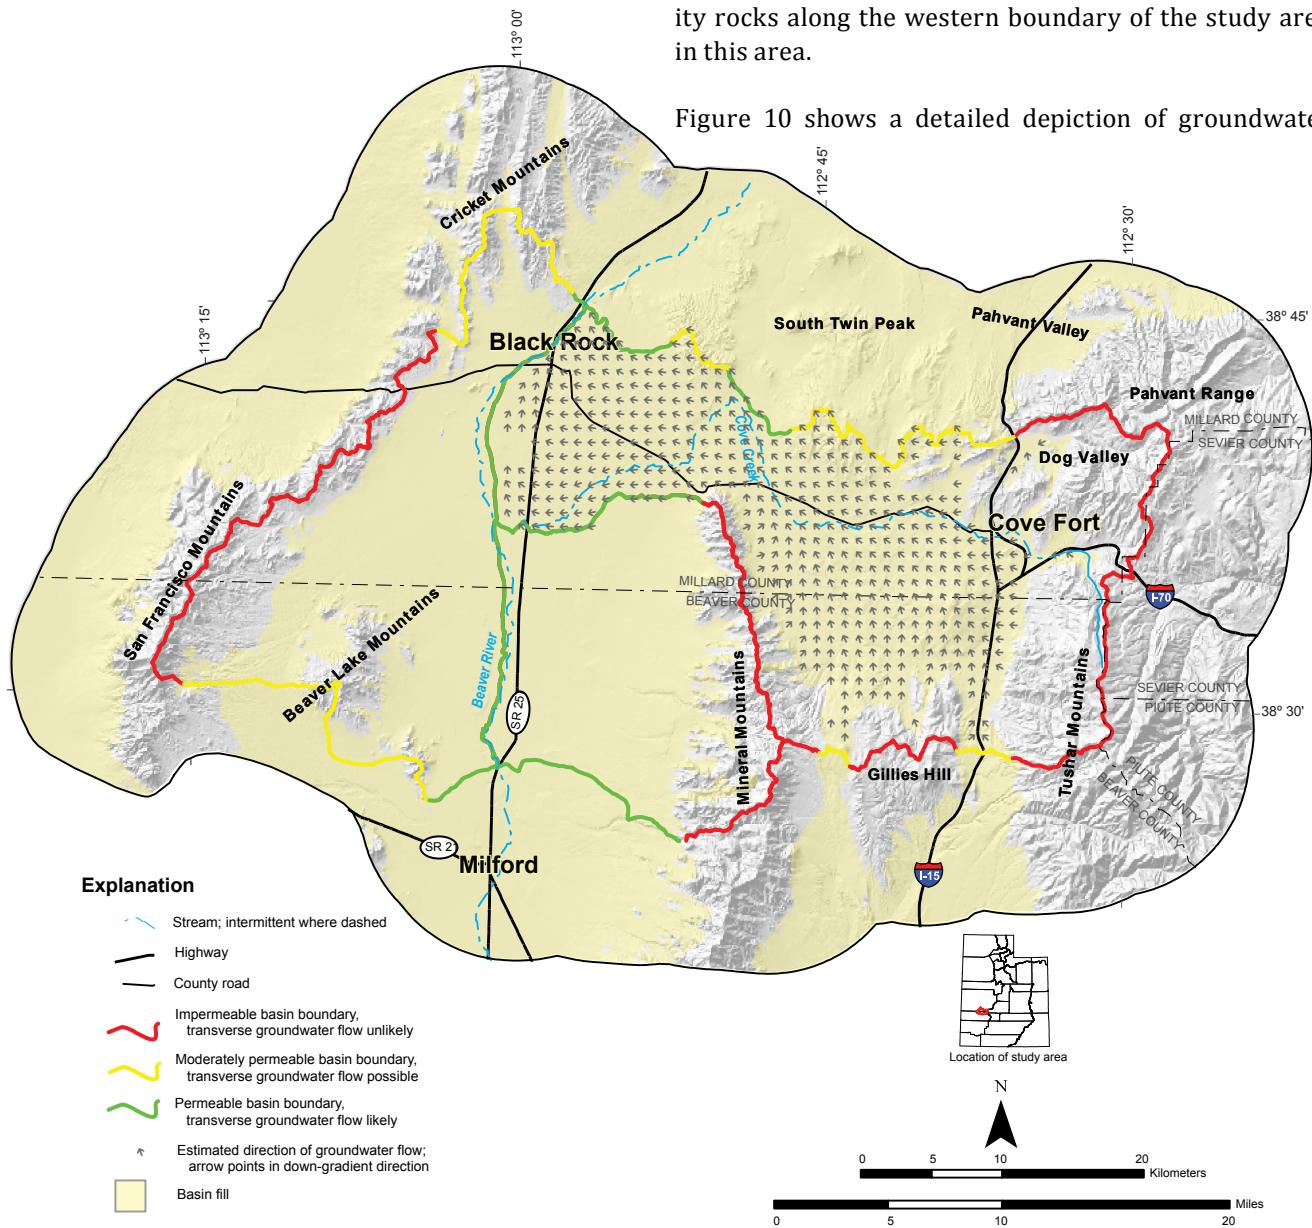 ity rocks along the western boundary of the study are
in this area.
Figure 10 shows a detailed depiction of groundwate
113° 00'
112° 45'
112° 30'
113° 15'
38° 45'
38° 30'
Cricket Mountains
Black Rock
South Twin Peak
Pahvant Valley
Pahvant Range
MILLARD COUNTY
SEVIER COUNTY
Dog Valley
Cove Creek
Cove Fort
San Francisco Mountains
Beaver Lake Mountains
MILLARD COUNTY
BEAVER COUNTY
I-70
Beaver River
SR 25
Mineral Mountains
Tushar Mountains
SEVIER COUNTY
PIUTE COUNTY
Gillies Hill
PIUTE COUNTY
BEAVER COUNTY
SR 2
Milford
I-15
Explanation
Stream; intermittent where dashed
Highway
County road
Impermeable basin boundary,
transverse groundwater flow unlikely
Moderately permeable basin boundary,
transverse groundwater flow possible
Permeable basin boundary,
transverse groundwater flow likely
Estimated direction of groundwater flow;
arrow points in down-gradient direction
Basin fill
Location of study area
N
0 5 10 20
Kilometers
Miles
0 5 10 20